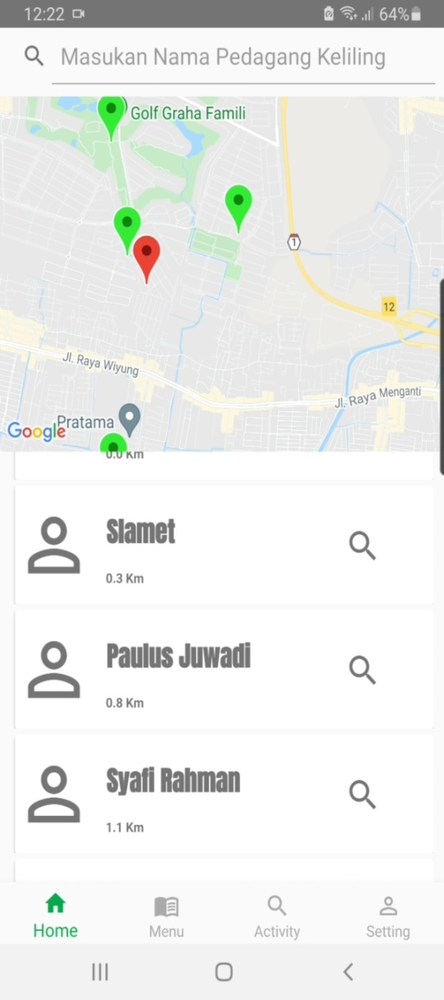 12:22
64%
Masukan Nama Pedagang Keliling
Golf Graha Famili
1
12
Jl. Raya Wiyung
Jl. Raya Menganti
Pratama
Google
0.0 Km
Slamet
0.3 Km
Paulus Juwadi
0.8 Km
Syafi Rahman
1.1 Km
Home
Menu
Activity
Setting